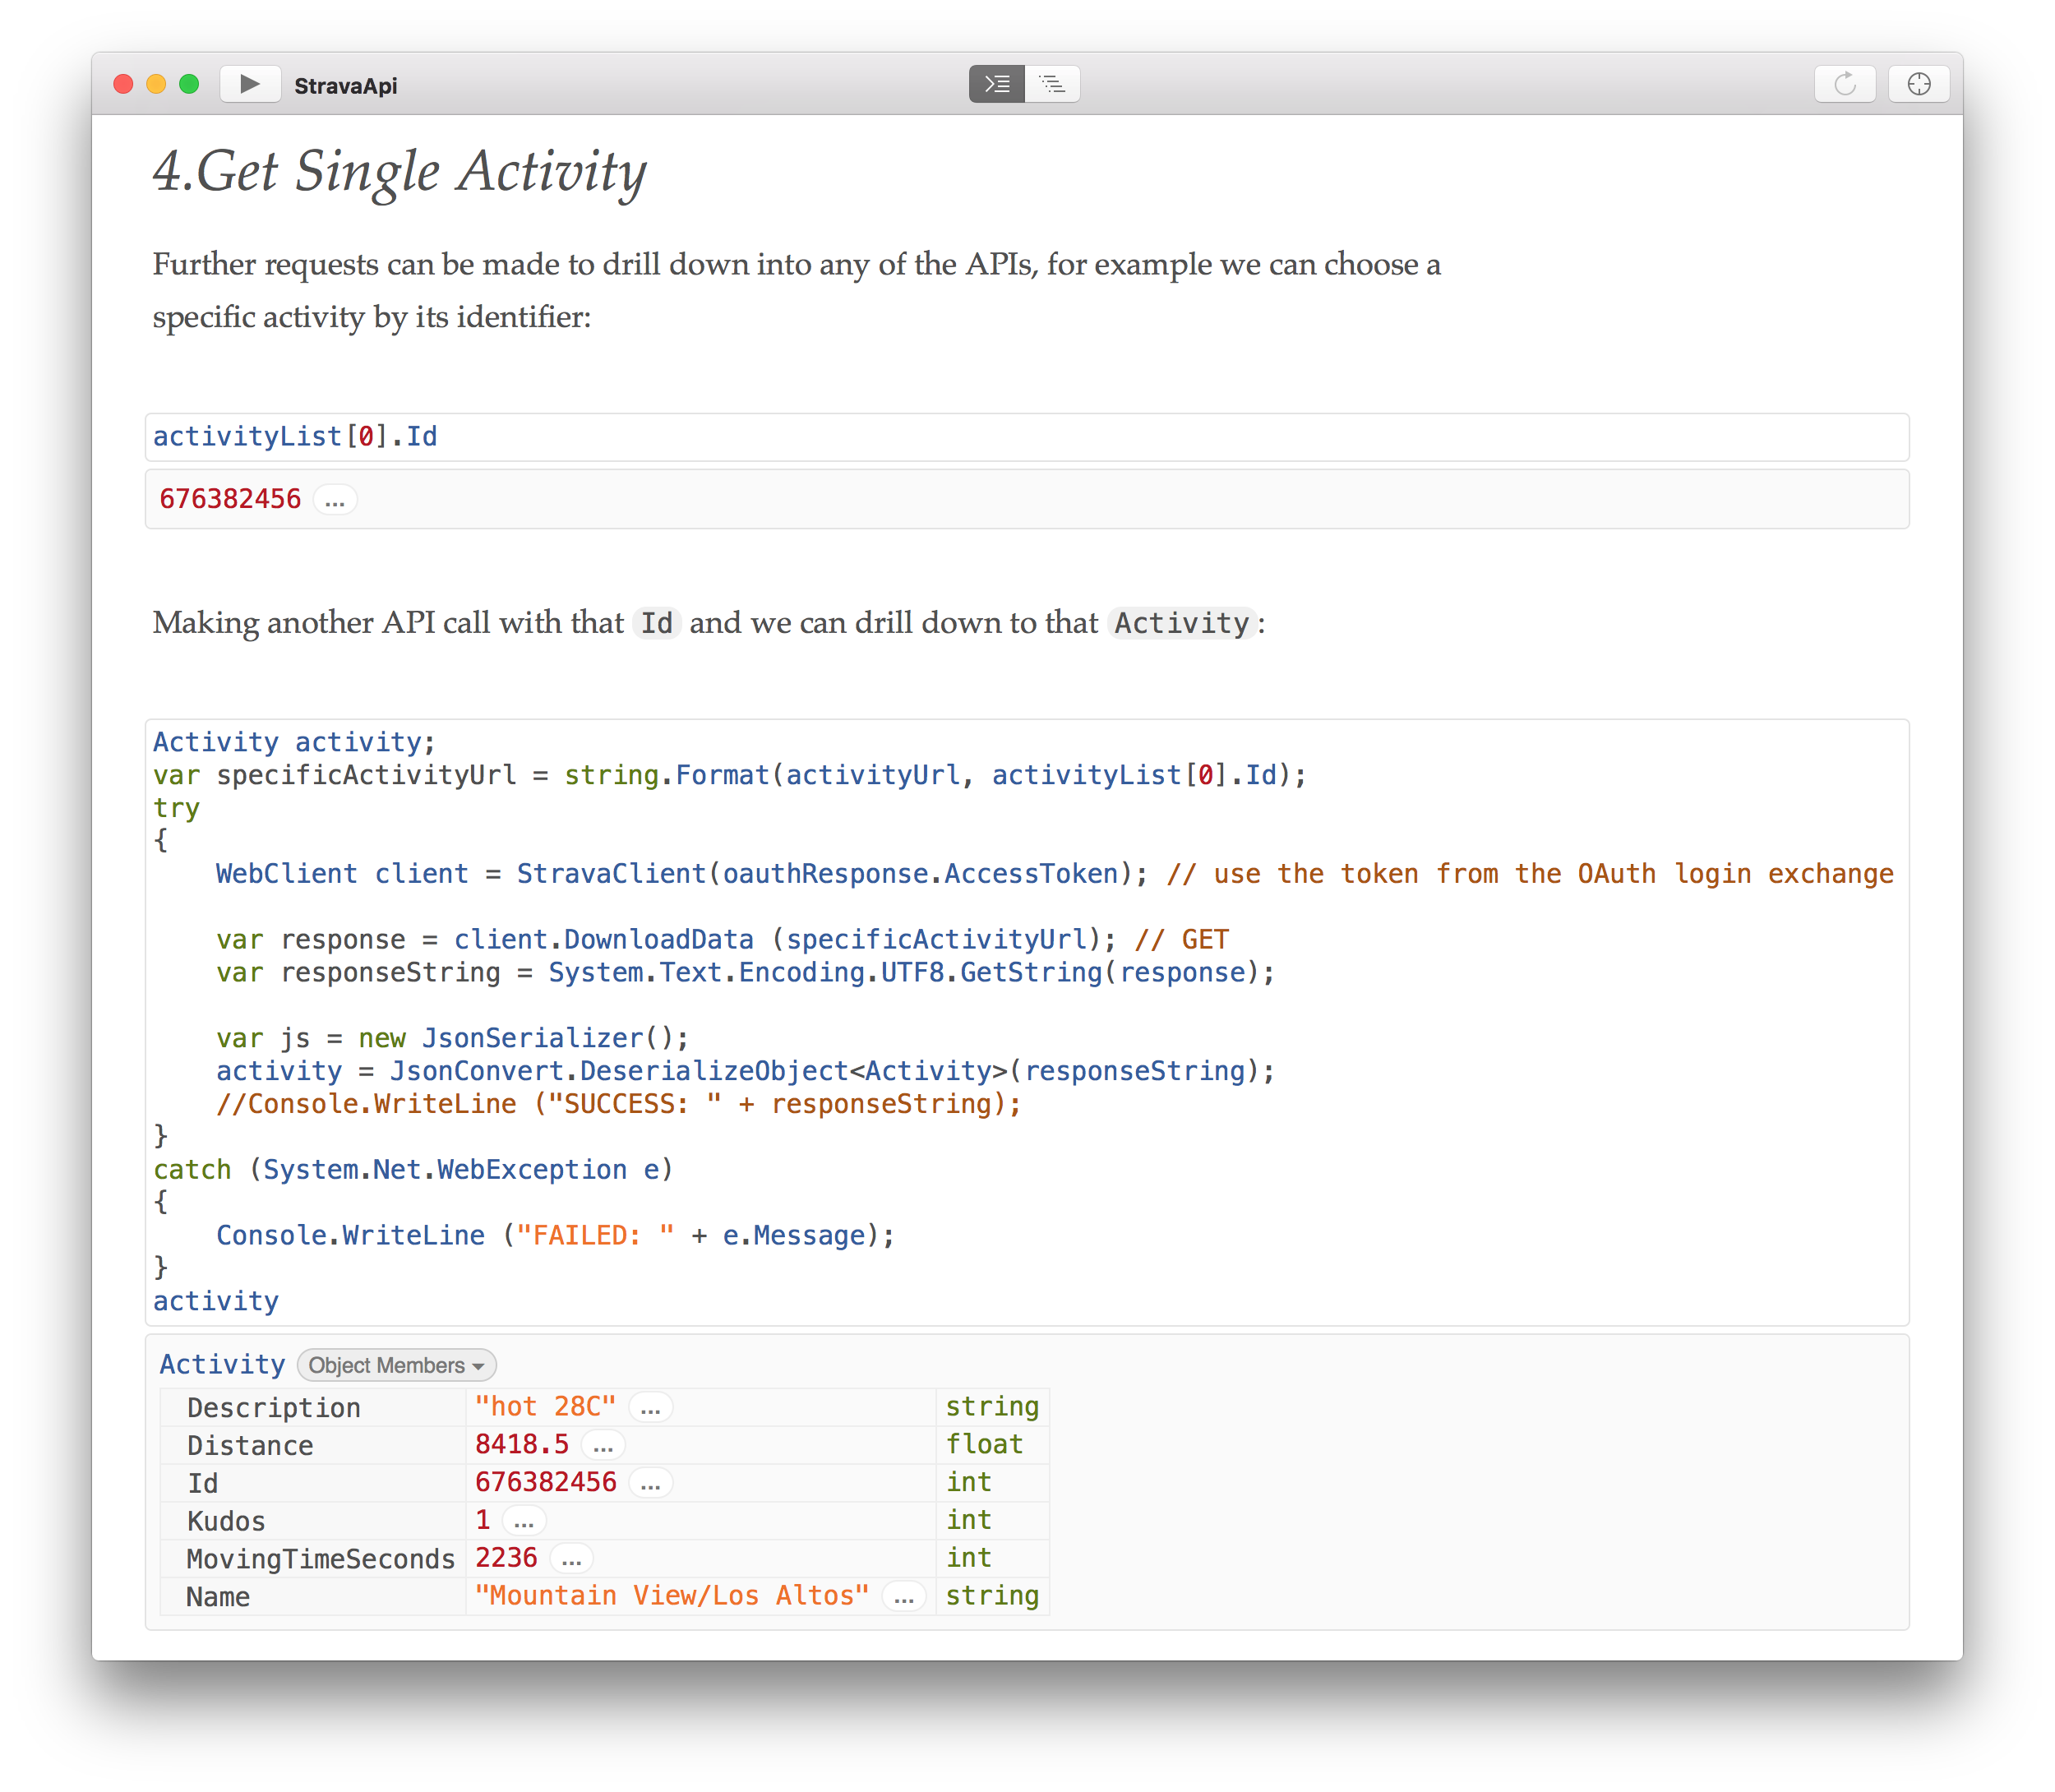 StravaApi
4.Get Single Activity
Further requests can be made to drill down into any of the APIs, for example we can choose a
specific activity by its identifier:
activityList[0].Id
676382456 ...
Making another API call with that Id and we can drill down to that Activity:
Activity activity;
var specificActivityUrl = string.Format(activityUrl, activityList[0].Id);
try
{
    WebClient client = StravaClient(oauthResponse.AccessToken); // use the token from the OAuth login exchange
    var response = client.DownloadData (specificActivityUrl); // GET
    var responseString = System.Text.Encoding.UTF8.GetString(response);
    var js = new JsonSerializer();
    activity = JsonConvert.DeserializeObject<Activity>(responseString);
    //Console.WriteLine ("SUCCESS: " + responseString);
}
catch (System.Net.WebException e)
{
    Console.WriteLine ("FAILED: " + e.Message);
}
activity
Activity Object Members
Description "hot 28C" ... string
Distance 8418.5 ... float
Id 676382456 ... int
Kudos 1 ... int
MovingTimeSeconds 2236 ... int
Name "Mountain View/Los Altos" ... string